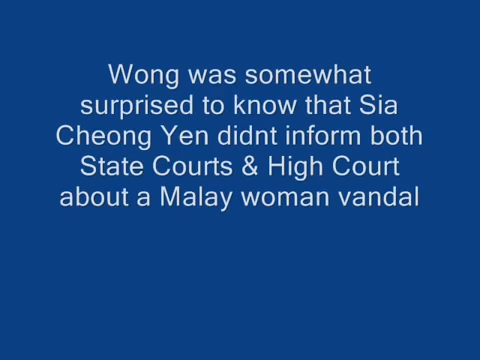 Wong was somewhat
surprised to know that Sia
Cheong Yen didnt inform both
State Courts & High Court
about a Malay woman vandal